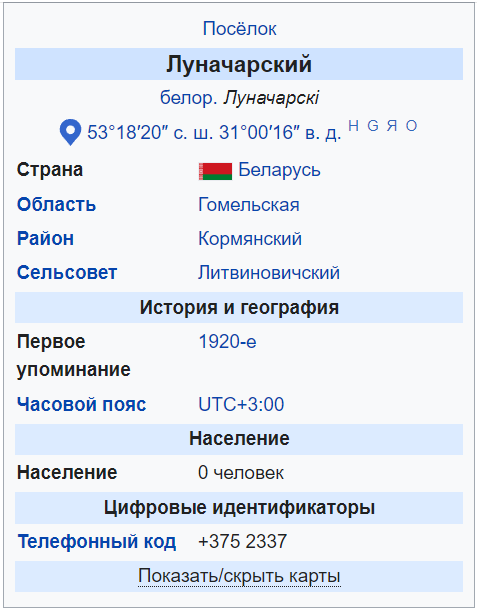 Посёлок
Луначарский
белор. Луначарскі
53°18′20″ с. ш. 31°00′16″ в. д. H G Я O
Страна Беларусь
Область Гомельская
Район Кормянский
Сельсовет Литвиновичский
История и география
Первое упоминание 1920-е
Часовой пояс UTC+3:00
Население
Население 0 человек
Цифровые идентификаторы
Телефонный код +375 2337
Показать/скрыть карты